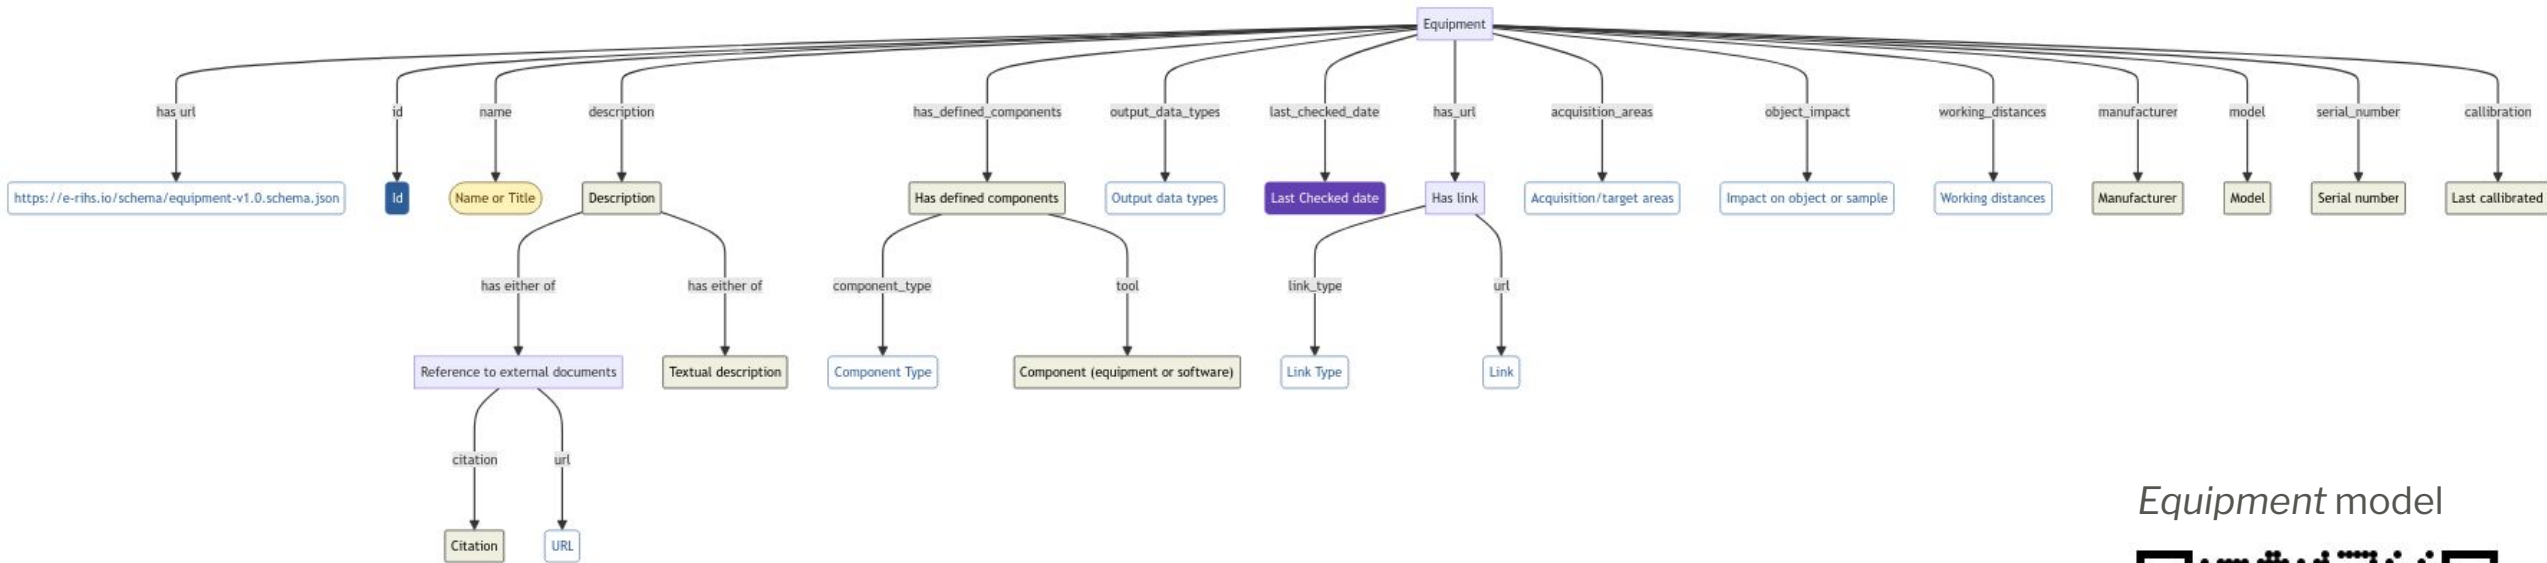 Equipment
has url
id
name
description
has_defined_components
output_data_types
last_checked_date
has_url
acquisition_areas
object_impact
working_distances
manufacturer
model
serial_number
callibration
https://e-rihs.io/schema/equipment-v1.0.schema.json
Id
Name or Title
Description
Has defined components
Output data types
Last Checked date
Has link
Acquisition/target areas
Impact on object or sample
Working distances
Manufacturer
Model
Serial number
Last callibrated
has either of
has either of
component_type
tool
link_type
url
Reference to external documents
Textual description
Component Type
Component (equipment or software)
Link Type
Link
citation
url
Citation
URL
Equipment model